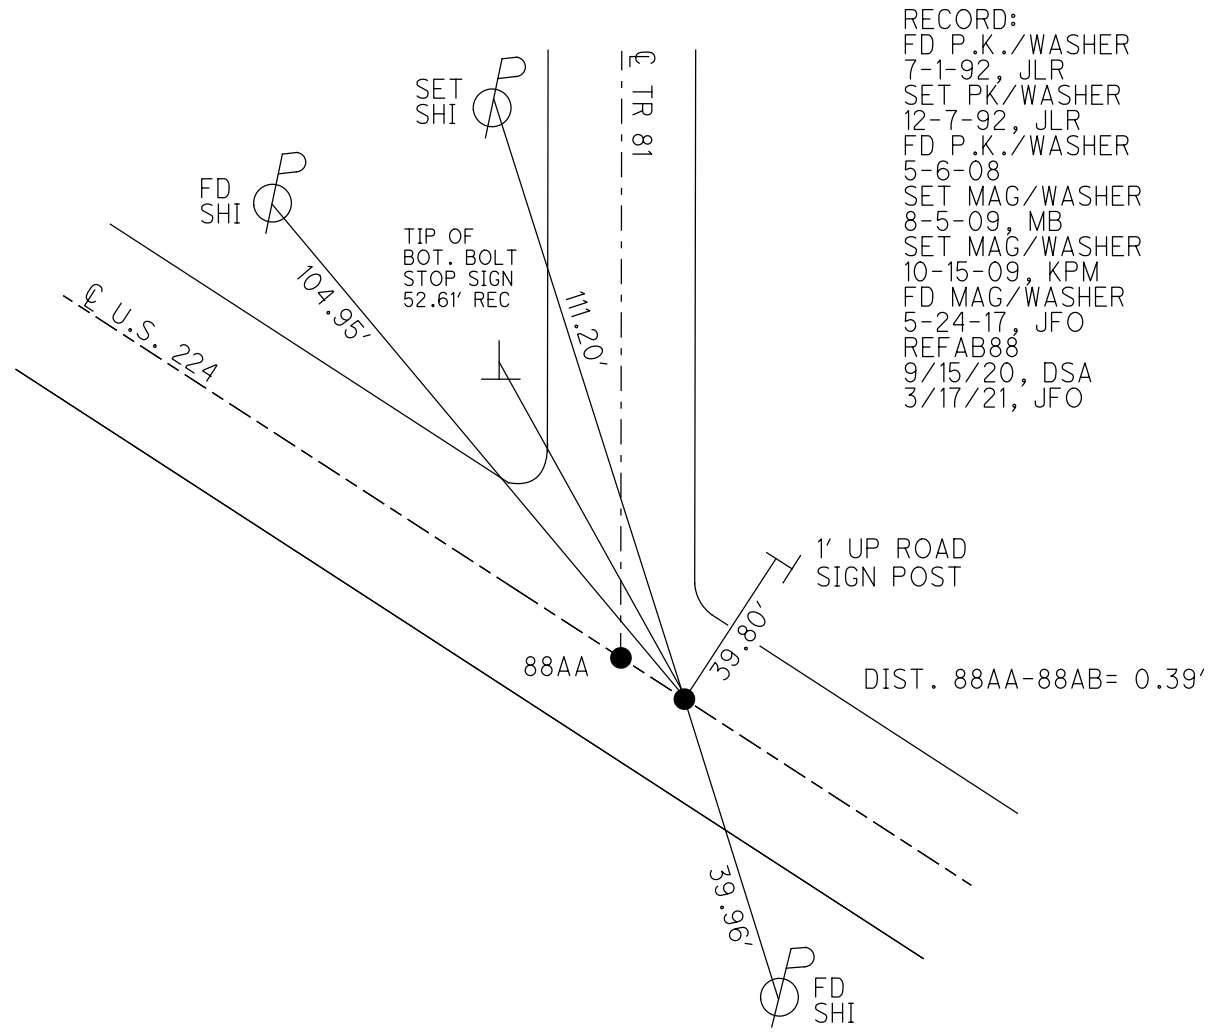 RECORD:
FD P.K./WASHER
7-1-92, JLR
SET PK/WASHER
12-7-92, JLR
FD P.K./WASHER
5-6-08
SET MAG/WASHER
8-5-09, MB
SET MAG/WASHER
10-15-09, KPM
FD MAG/WASHER
5-24-17, JFO
REFAB88
9/15/20, DSA
3/17/21, JFO
SET
SHI
℄ TR 81
FD
SHI
TIP OF
BOT. BOLT
STOP SIGN
52.61' REC
104.95'
111.20'
℄ U.S. 224
1' UP ROAD
SIGN POST
39.80'
88AA
DIST. 88AA-88AB= 0.39'
39.96'
FD
SHI